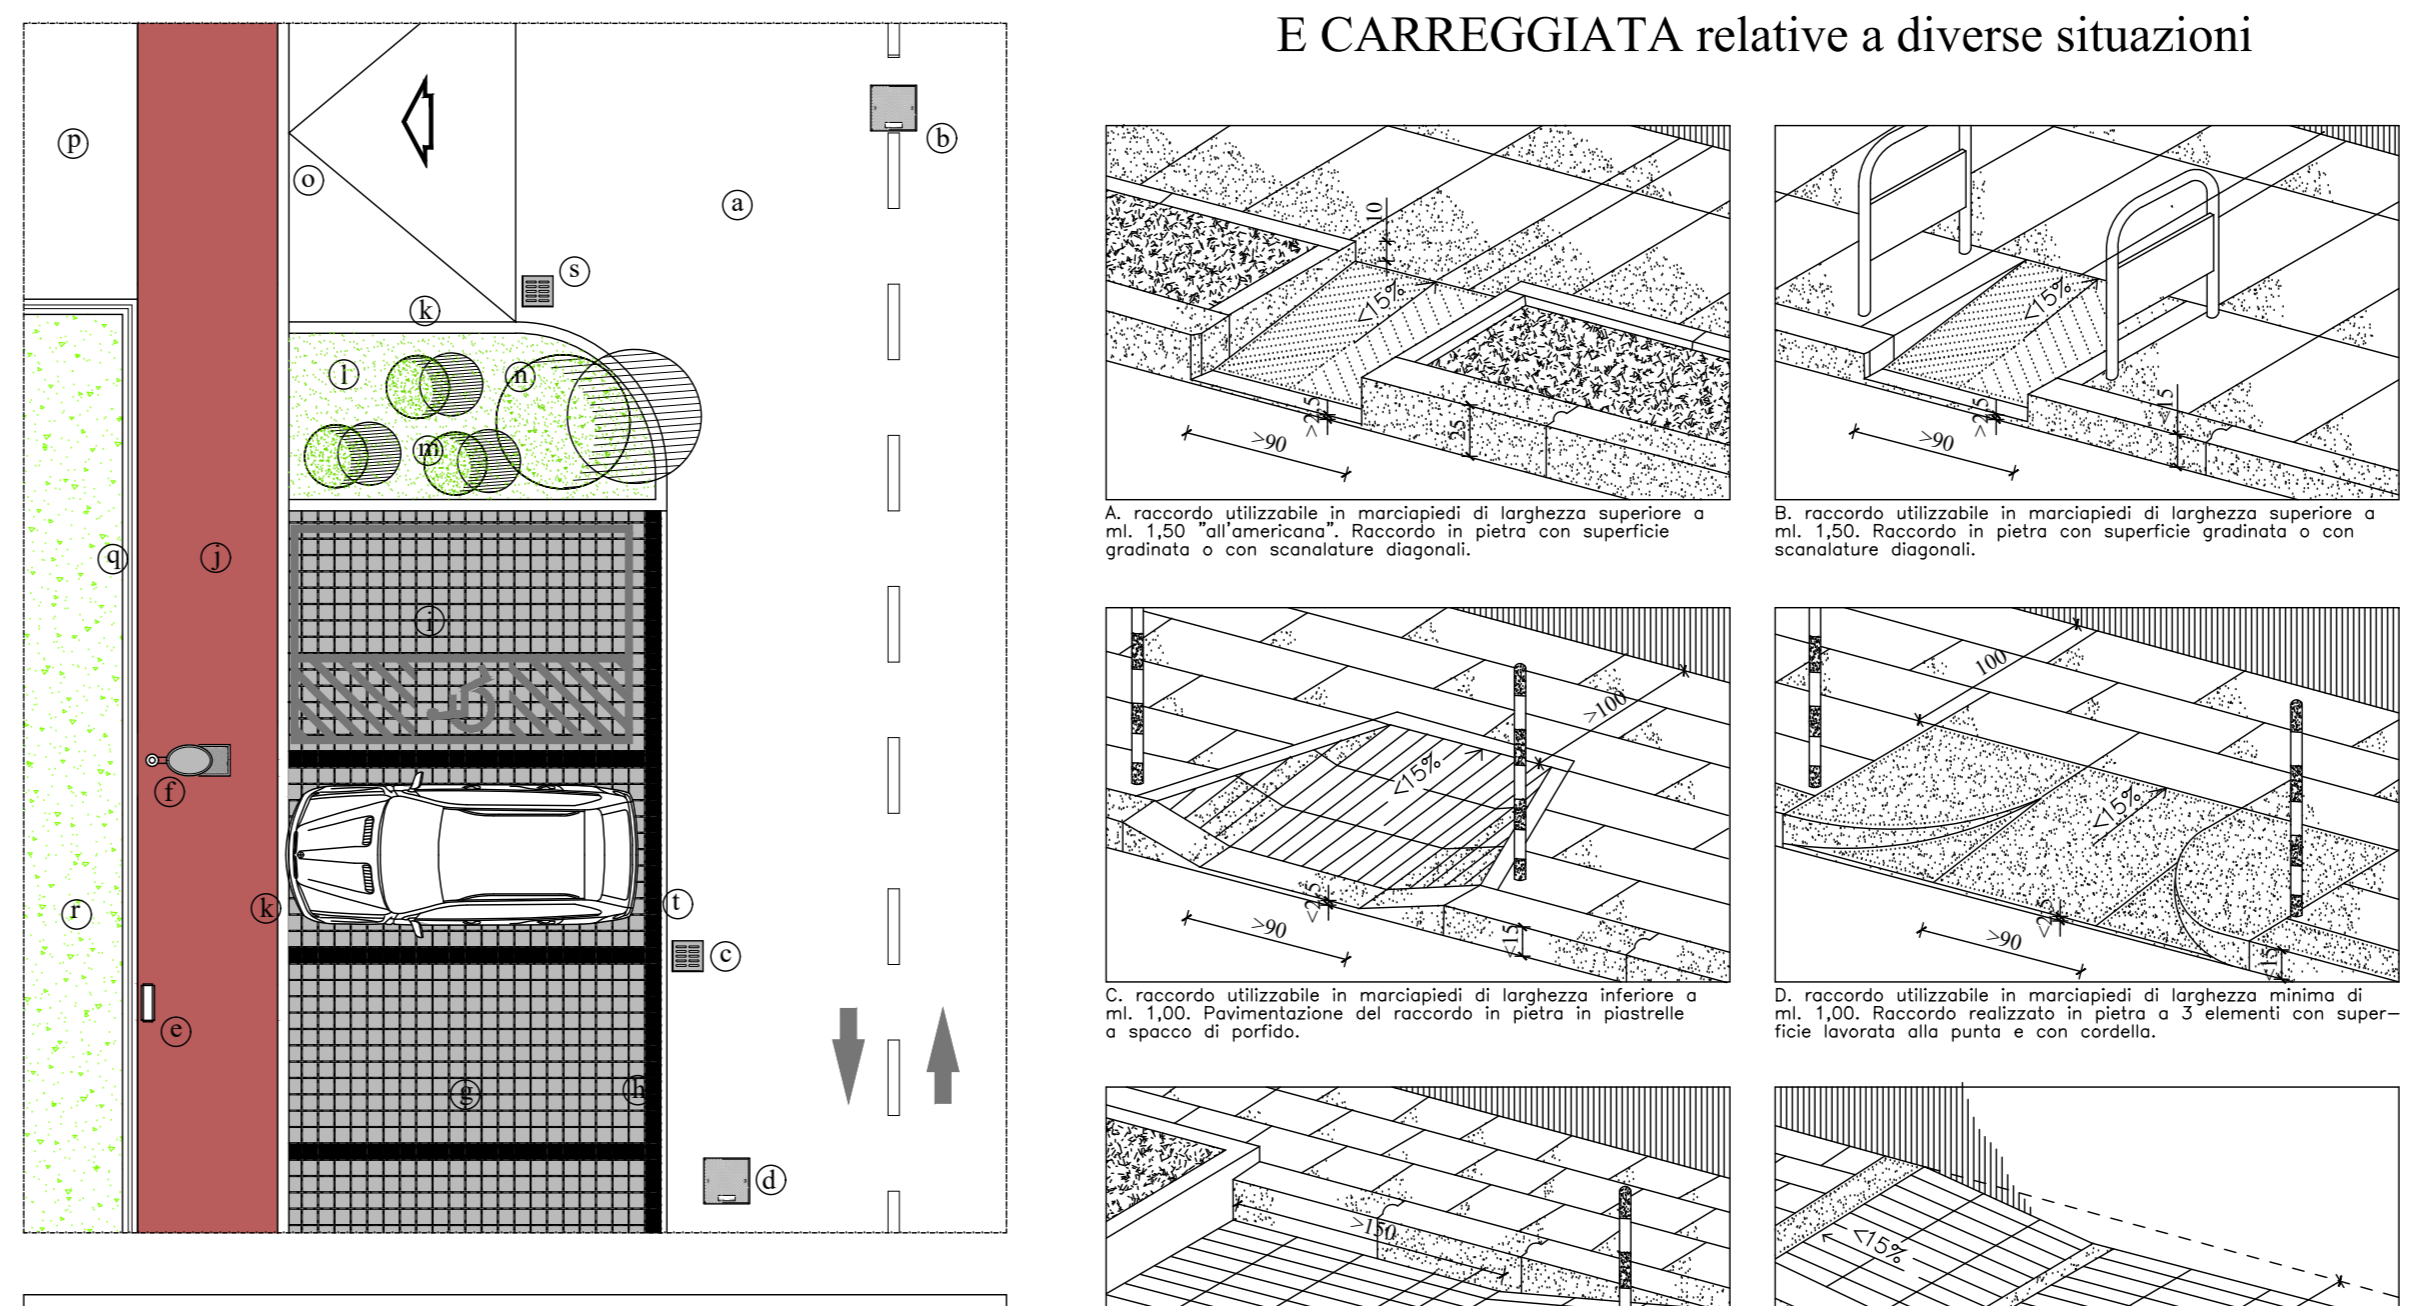 E CARREGGIATA relative a diverse situazioni
p
o
a
b
s
k
l
n
m
q
j
i
f
k
r
t
c
e
g
h
d
10
<15%
>2,5
25
>90
A. raccordo utilizzabile in marciapiedi di larghezza superiore a
ml. 1,50 "all'americana". Raccordo in pietra con superficie
gradinata o con scanalature diagonali.
<15%
>2,5
<15
>90
B. raccordo utilizzabile in marciapiedi di larghezza superiore a
ml. 1,50. Raccordo in pietra con superficie gradinata o con
scanalature diagonali.
>100
<15%
<2,5
>90
<15
C. raccordo utilizzabile in marciapiedi di larghezza inferiore a
ml. 1,00. Pavimentazione del raccordo in pietra in piastrelle
a spacco di porfido.
100
<15%
<2,5
>90
<15
D. raccordo utilizzabile in marciapiedi di larghezza minima di
ml. 1,00. Raccordo realizzato in pietra a 3 elementi con super-
ficie lavorata alla punta e con cordella.
>150
<15%